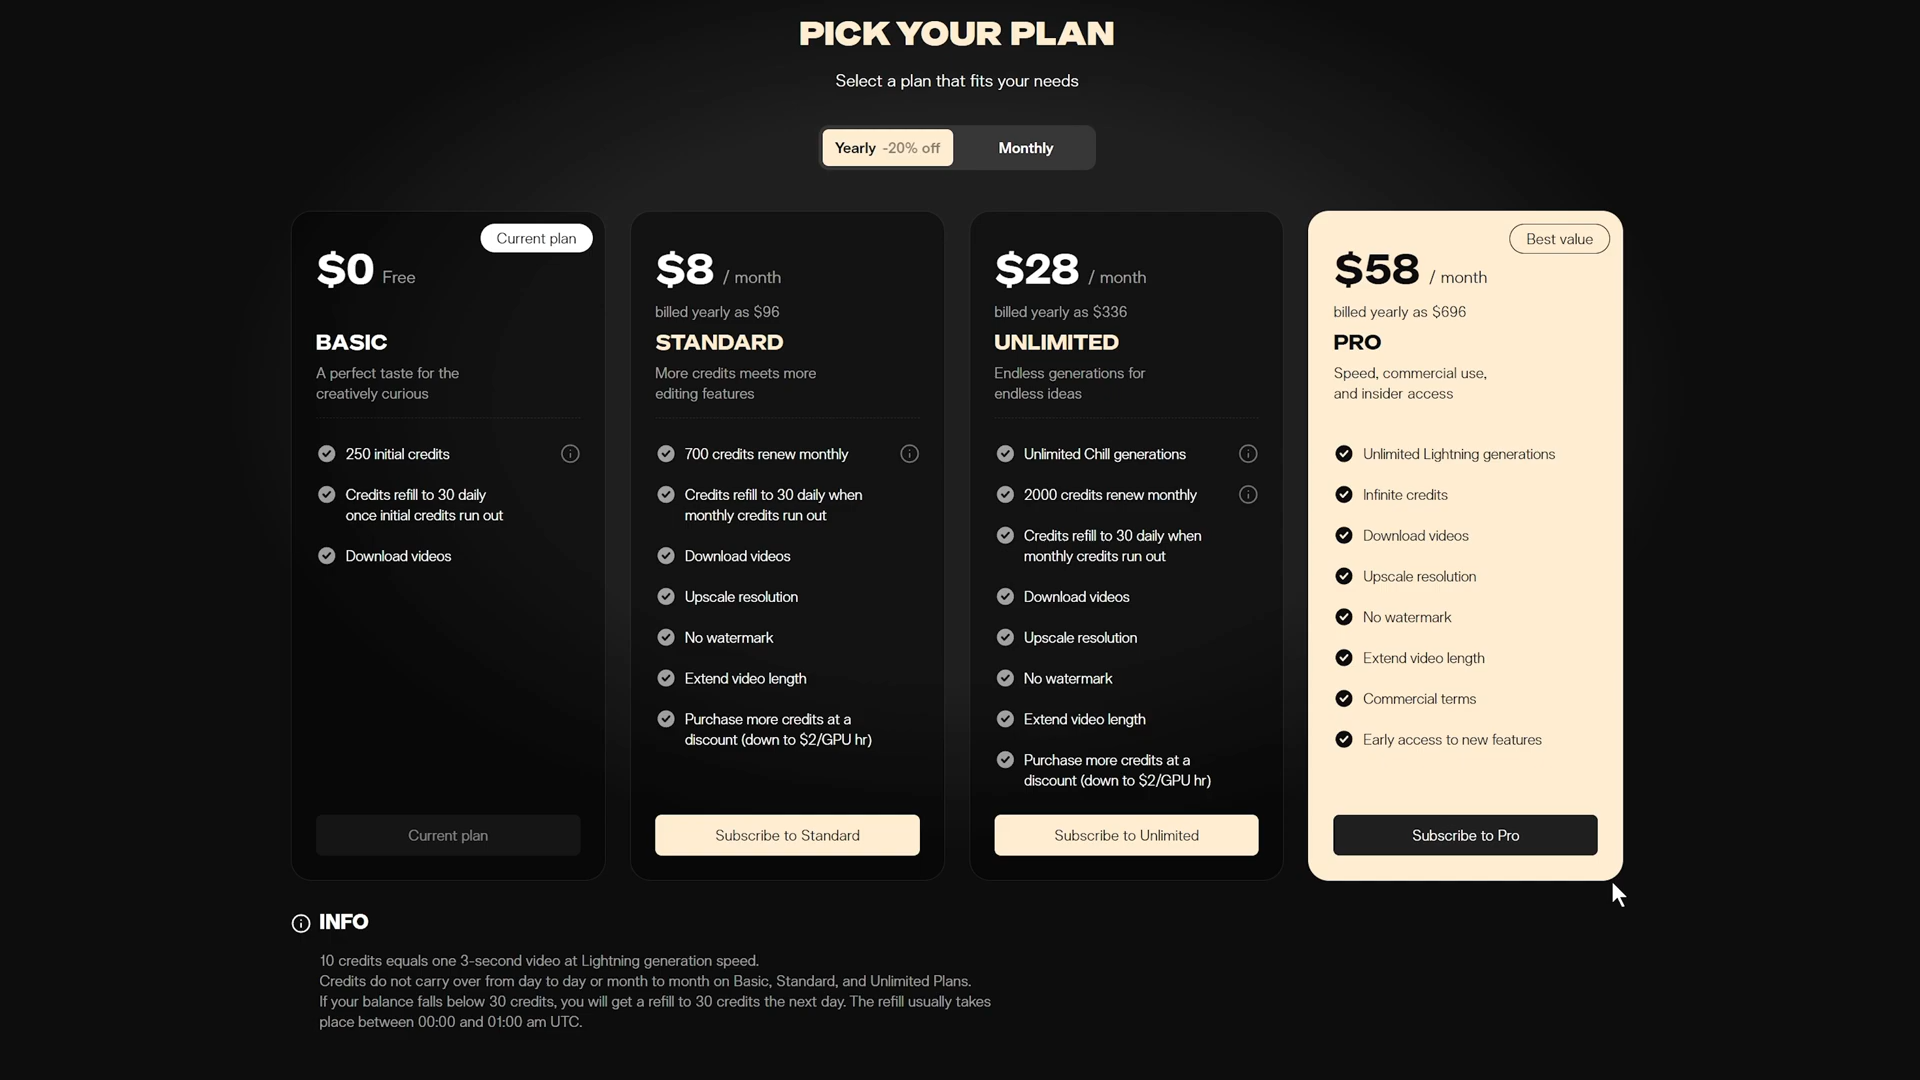 PICK YOUR PLAN
Select a plan that fits your needs
Yearly -20% off
Monthly
Current plan
$0 Free
BASIC
A perfect taste for the
creatively curious
250 initial credits
Credits refill to 30 daily
once initial credits run out
Download videos
Current plan
$8 / month
billed yearly as $96
STANDARD
More credits meets more
editing features
700 credits renew monthly
Credits refill to 30 daily when
monthly credits run out
Download videos
Upscale resolution
No watermark
Extend video length
Purchase more credits at a
discount (down to $2/GPU hr)
Subscribe to Standard
$28 / month
billed yearly as $336
UNLIMITED
Endless generations for
endless ideas
Unlimited Chill generations
2000 credits renew monthly
Credits refill to 30 daily when
monthly credits run out
Download videos
Upscale resolution
No watermark
Extend video length
Purchase more credits at a
discount (down to $2/GPU hr)
Subscribe to Unlimited
Best value
$58 / month
billed yearly as $696
PRO
Speed, commercial use,
and insider access
Unlimited Lightning generations
Infinite credits
Download videos
Upscale resolution
No watermark
Extend video length
Commercial terms
Early access to new features
Subscribe to Pro
INFO
10 credits equals one 3-second video at Lightning generation speed.
Credits do not carry over from day to day or month to month on Basic, Standard, and Unlimited Plans.
If your balance falls below 30 credits, you will get a refill to 30 credits the next day. The refill usually takes
place between 00:00 and 01:00 am UTC.